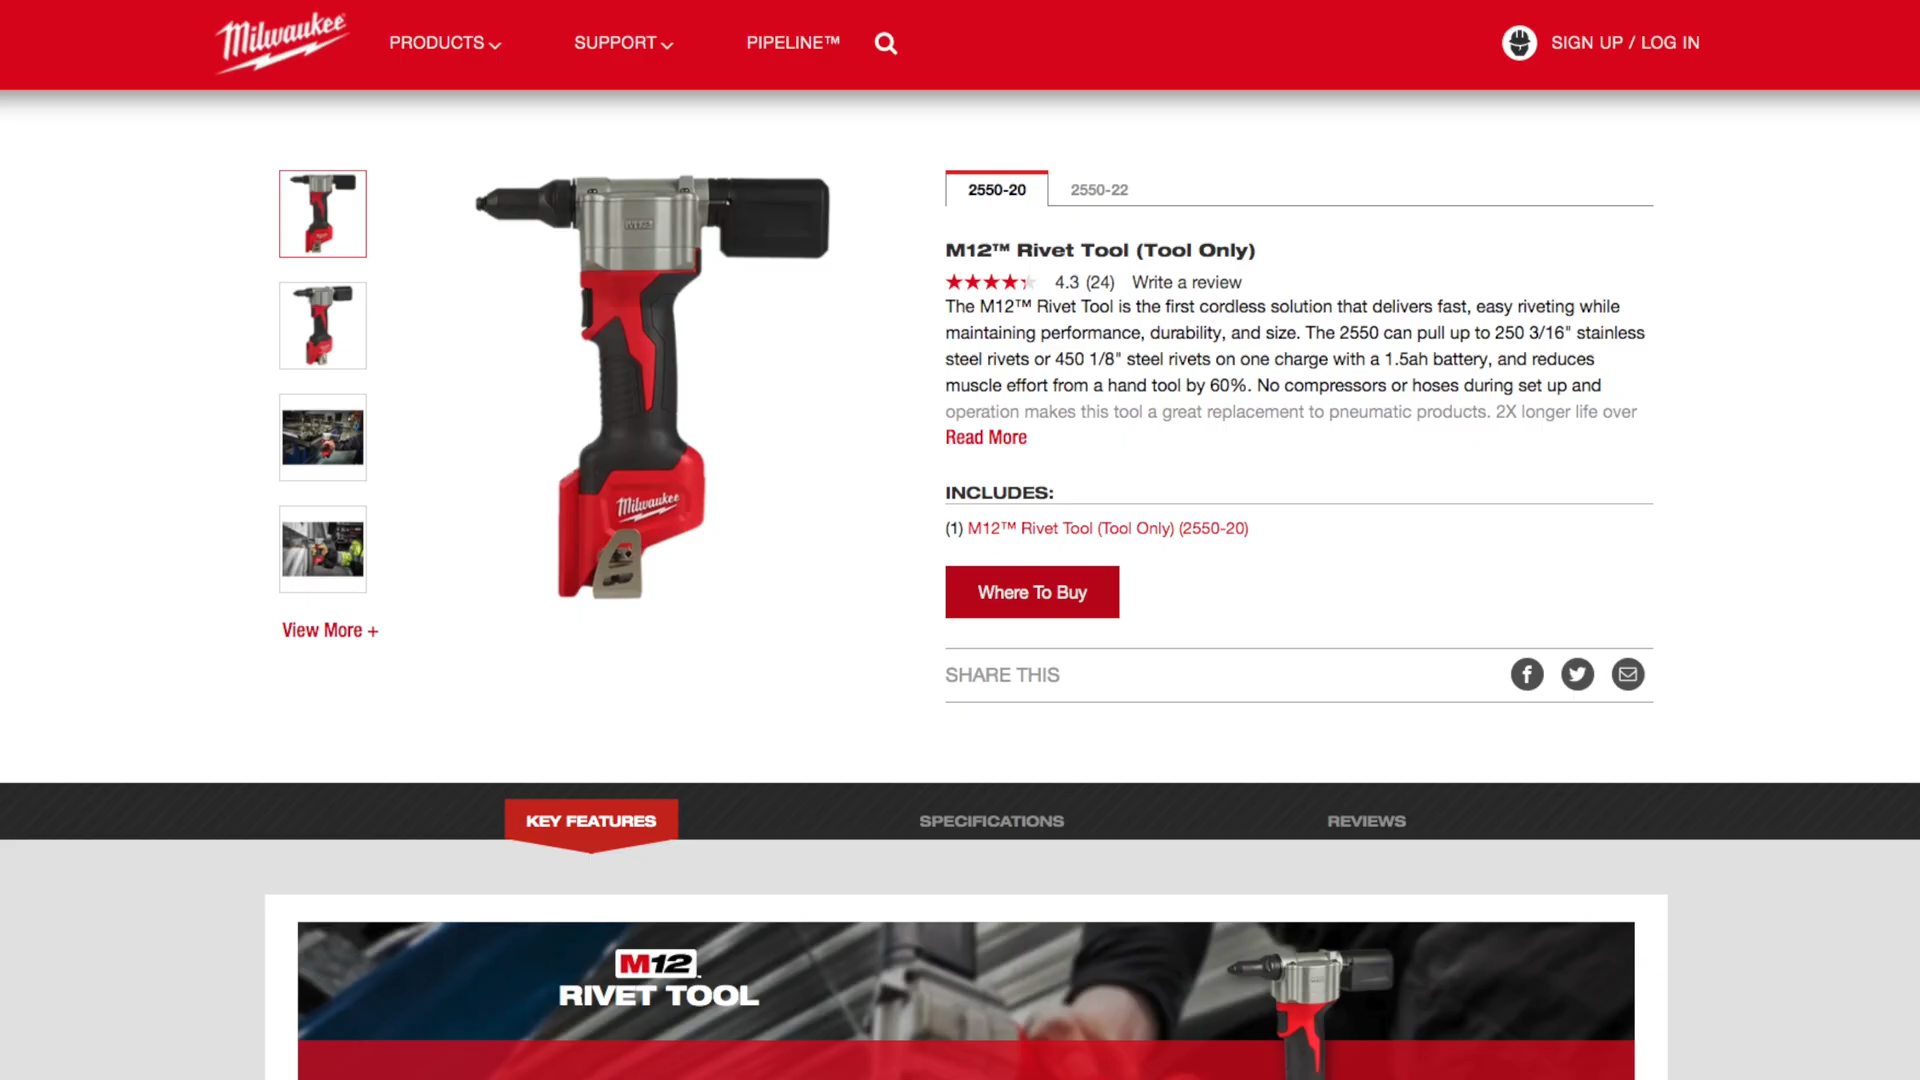 Milwaukee
PRODUCTS
SUPPORT
PIPELINE™
SIGN UP / LOG IN
2550-20
2550-22
M12™ Rivet Tool (Tool Only)
4.3 (24) Write a review
The M12™ Rivet Tool is the first cordless solution that delivers fast, easy riveting while
maintaining performance, durability, and size. The 2550 can pull up to 250 3/16" stainless
steel rivets or 450 1/8" steel rivets on one charge with a 1.5ah battery, and reduces
muscle effort from a hand tool by 60%. No compressors or hoses during set up and
operation makes this tool a great replacement to pneumatic products. 2X longer life over
Read More
INCLUDES:
(1) M12™ Rivet Tool (Tool Only) (2550-20)
Where To Buy
SHARE THIS
Milwaukee
View More +
KEY FEATURES
SPECIFICATIONS
REVIEWS
M12™
RIVET TOOL